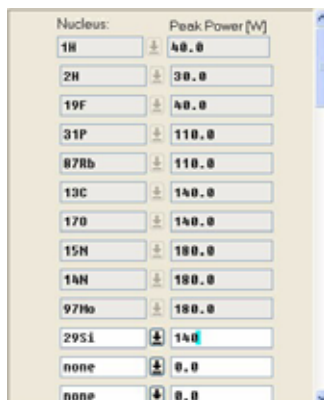 Nucleus: Peak Power [W]
1H 40.0
2H 30.0
19F 40.0
31P 110.0
87Rb 110.0
13C 140.0
17O 140.0
15N 180.0
14N 180.0
97Mo 180.0
29Si 140
none 0.0
none 0.0